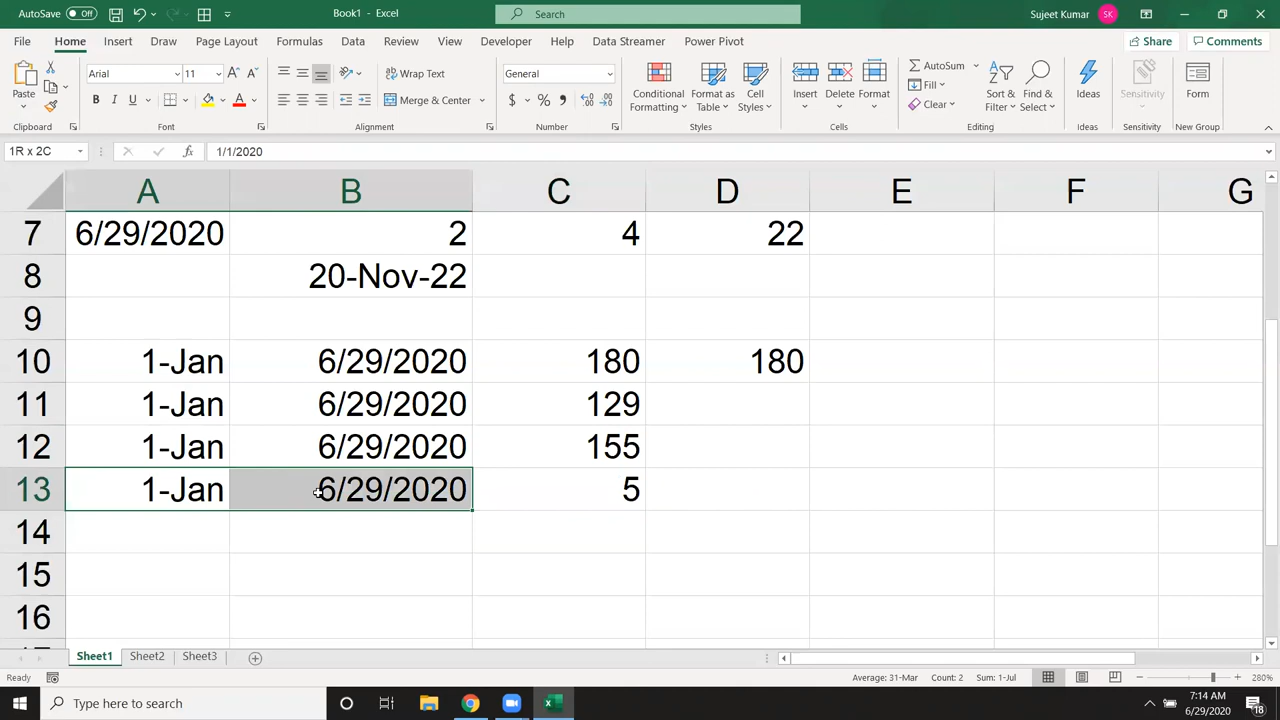 AutoSave Off Book1 - Excel Search Sujeet Kumar SK
File Home Insert Draw Page Layout Formulas Data Review View Developer Help Data Streamer Power Pivot Share Comments
Paste Arial 11 Wrap Text General Conditional Formatting Format as Table Cell Styles Insert Delete Format AutoSum Sort & Filter Find & Select Ideas Sensitivity Form
B I U A Merge & Center $ % Fill
Clear
Clipboard Font Alignment Number Styles Cells Editing Ideas Sensitivity New Group
1R x 2C fx 1/1/2020
A B C D E F G
7 6/29/2020 2 4 22
8 20-Nov-22
9
10 1-Jan 6/29/2020 180 180
11 1-Jan 6/29/2020 129
12 1-Jan 6/29/2020 155
13 1-Jan 6/29/2020 5
14
15
16
Sheet1 Sheet2 Sheet3
Ready Average: 31-Mar Count: 2 Sum: 1-Jul 280%
Type here to search 7:14 AM
6/29/2020 18